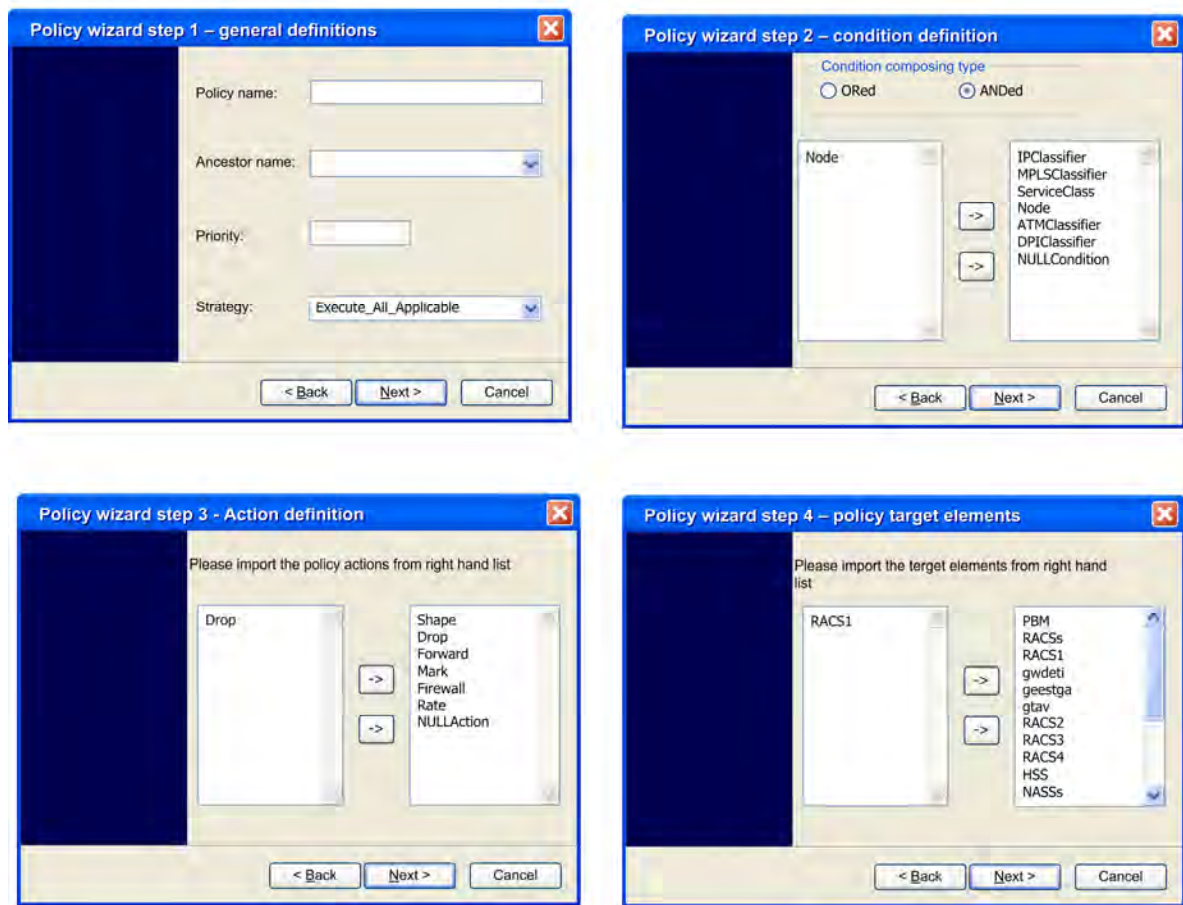 Policy wizard step 1 – general definitions
Policy name:
Ancestor name:
Priority:
Strategy:
Execute_All_Applicable
< Back
Next >
Cancel
Policy wizard step 2 – condition definition
Condition composing type
ORed
ANDed
Node
->
->
IPClassifier
MPLSClassifier
ServiceClass
Node
ATMClassifier
DPIClassifier
NULLCondition
< Back
Next >
Cancel
Policy wizard step 3 - Action definition
Please import the policy actions from right hand list
Drop
->
->
Shape
Drop
Forward
Mark
Firewall
Rate
NULLAction
< Back
Next >
Cancel
Policy wizard step 4 – policy target elements
Please import the target elements from right hand
list
RACS1
->
->
PBM
RACSs
RACS1
gwdeti
geestga
gtav
RACS2
RACS3
RACS4
HSS
NASSs
< Back
Next >
Cancel